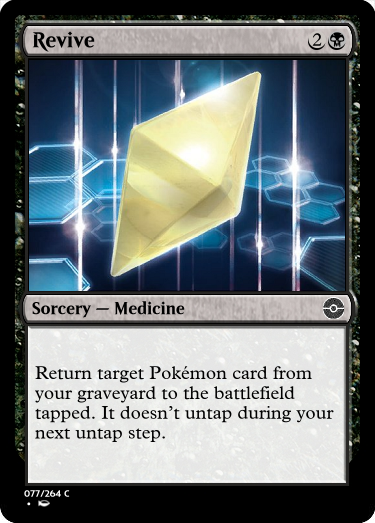 Revive 2
Sorcery — Medicine
Return target Pokémon card from
your graveyard to the battlefield
tapped. It doesn't untap during your
next untap step.
077/264 C